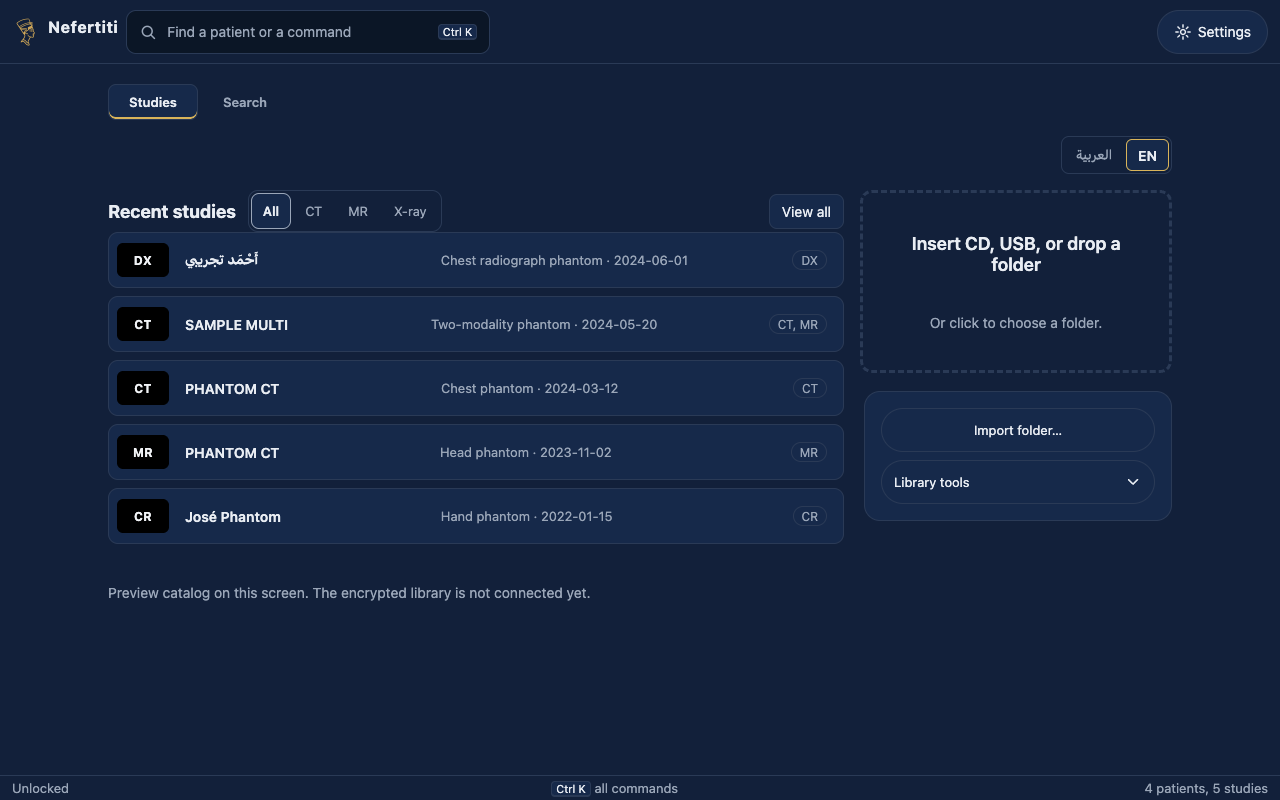 Nefertiti
Find a patient or a command
Ctrl K
Settings
Studies
Search
العربية
EN
Recent studies
All
CT
MR
X-ray
View all
DX
أَحْمَد تجريبي
Chest radiograph phantom · 2024-06-01
DX
CT
SAMPLE MULTI
Two-modality phantom · 2024-05-20
CT, MR
CT
PHANTOM CT
Chest phantom · 2024-03-12
CT
MR
PHANTOM CT
Head phantom · 2023-11-02
MR
CR
José Phantom
Hand phantom · 2022-01-15
CR
Insert CD, USB, or drop a
folder
Or click to choose a folder.
Import folder...
Library tools
Preview catalog on this screen. The encrypted library is not connected yet.
Unlocked
Ctrl K all commands
4 patients, 5 studies